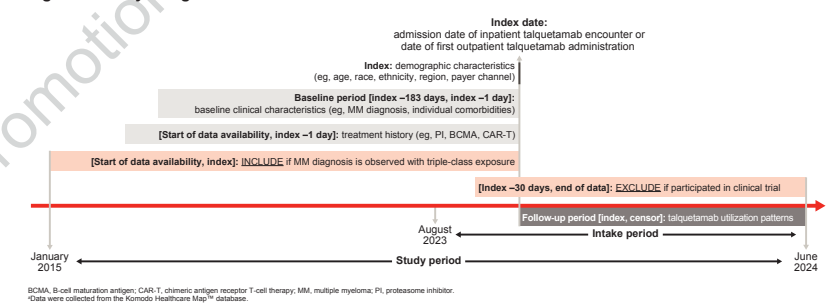 Index date:
admission date of inpatient talquetamab encounter or
date of first outpatient talquetamab administration
Index: demographic characteristics
(eg, age, race, ethnicity, region, payer channel)
Baseline period [index –183 days, index –1 day]:
baseline clinical characteristics (eg, MM diagnosis, individual comorbidities)
[Start of data availability, index –1 day]: treatment history (eg, PI, BCMA, CAR-T)
[Start of data availability, index]: INCLUDE if MM diagnosis is observed with triple-class exposure
[Index –30 days, end of data]: EXCLUDE if participated in clinical trial
Follow-up period [index, censor]: talquetamab utilization patterns
August
2023
Intake period
January
2015
Study period
June
2024
BCMA, B-cell maturation antigen; CAR-T, chimeric antigen receptor T-cell therapy; MM, multiple myeloma; PI, proteasome inhibitor.
ᵃData were collected from the Komodo Healthcare Map™ database.